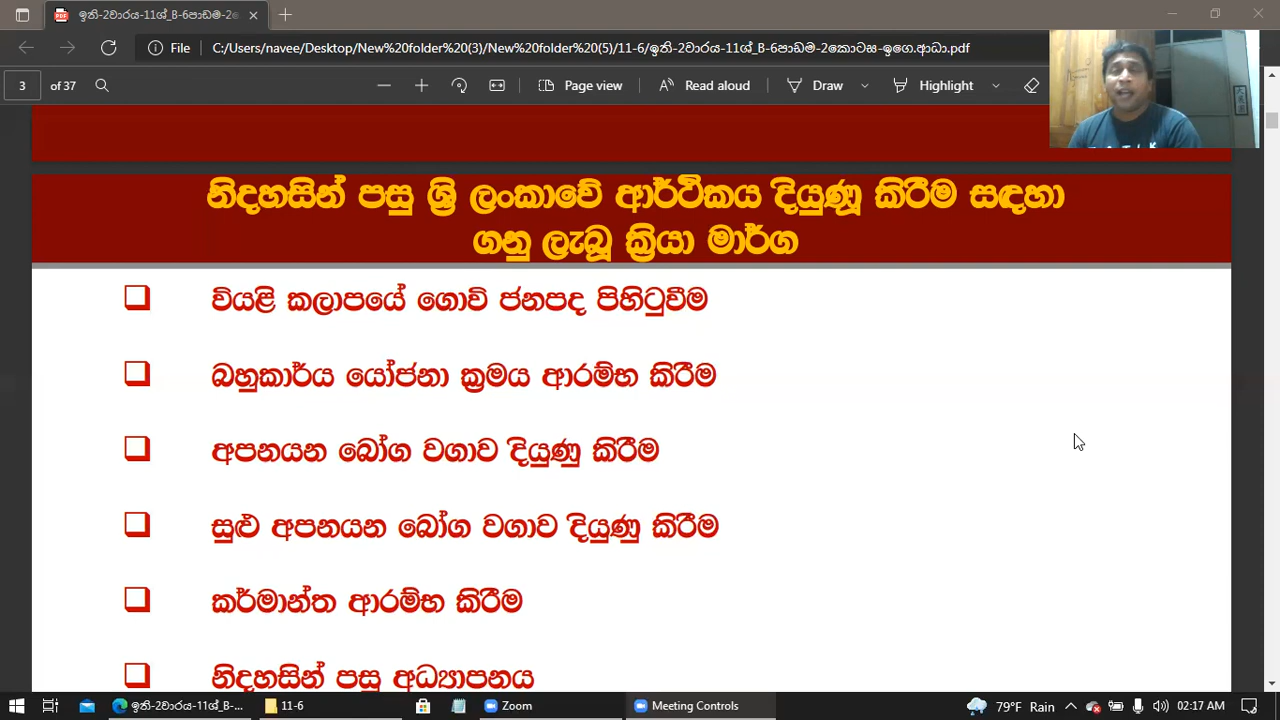 ඉති-2වාරය-11ශ්_B-6පාඩම-2ක
File
C:/Users/navee/Desktop/New%20folder%20(3)/New%20folder%20(5)/11-6/ඉති-2වාරය-11ශ්_B-6පාඩම-2කොටස-ඉගෙ.ආධා.pdf
3 of 37
Page view
Read aloud
Draw
Highlight
නිදහසින් පසු ශ්‍රි ලංකාවේ ආර්ථිකය දියුණූ කිරීම සඳහා
ගනු ලැබූ ක්‍රියා මාර්ග
❑ වියළි කලාපයේ ගොවි ජනපද පිහිටුවීම
❑ බහුකාර්ය යෝජනා ක්‍රමය ආරම්භ කිරීම
❑ අපනයන බෝග වගාව දියුණු කිරීම
❑ සුළු අපනයන බෝග වගාව දියුණු කිරීම
❑ කර්මාන්ත ආරම්භ කිරීම
❑ නිදහසින් පසු අධ්‍යාපනය
ඉති-2වාරය-11ශ්_B-...
11-6
Zoom
Meeting Controls
79°F Rain
02:17 AM